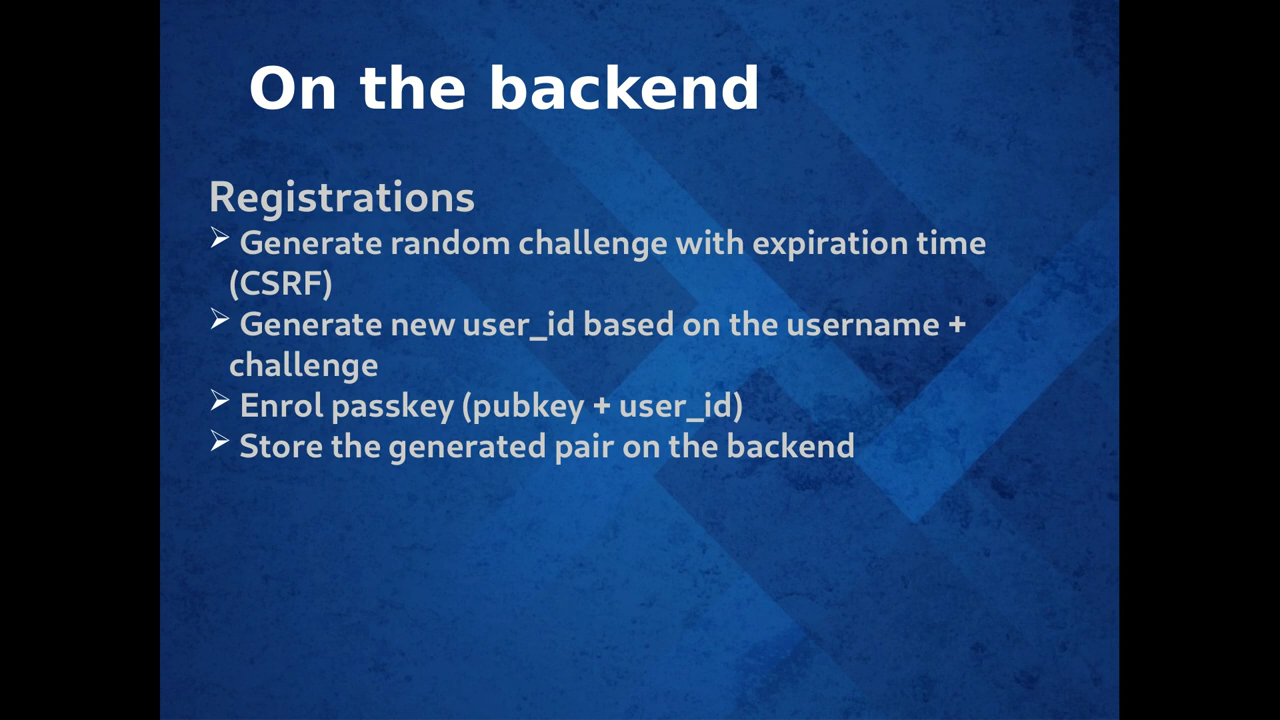 On the backend
Registrations
➢ Generate random challenge with expiration time
(CSRF)
➢ Generate new user_id based on the username +
challenge
➢ Enrol passkey (pubkey + user_id)
➢ Store the generated pair on the backend